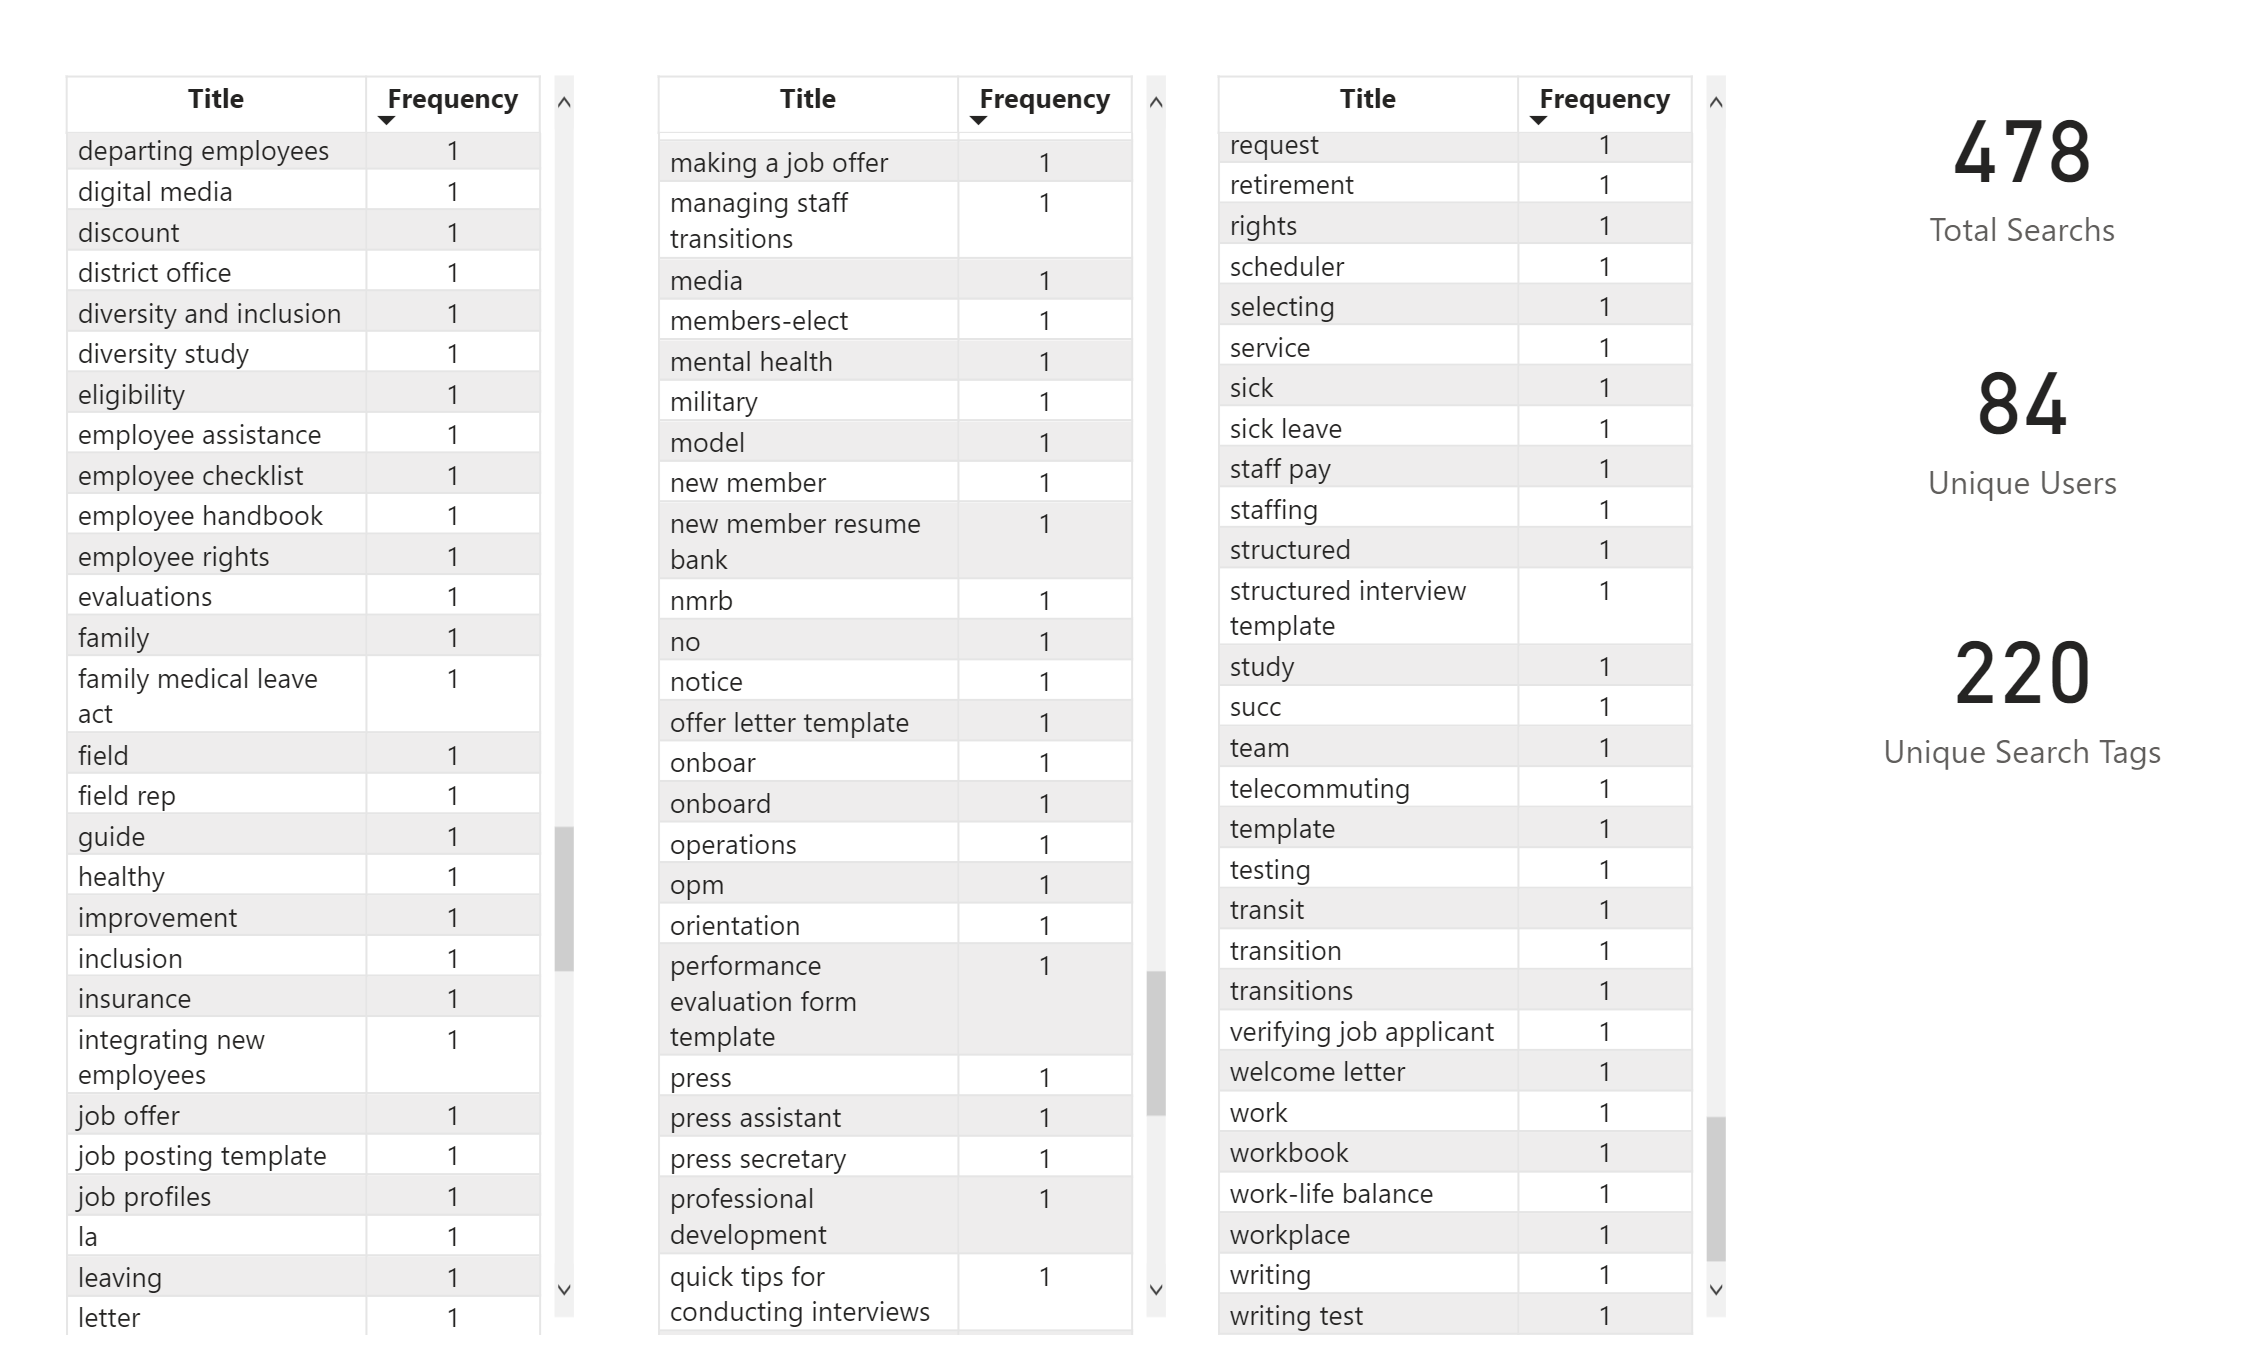 Title Frequency
departing employees 1
digital media 1
discount 1
district office 1
diversity and inclusion 1
diversity study 1
eligibility 1
employee assistance 1
employee checklist 1
employee handbook 1
employee rights 1
evaluations 1
family 1
family medical leave 1
act
field 1
field rep 1
guide 1
healthy 1
improvement 1
inclusion 1
insurance 1
integrating new 1
employees
job offer 1
job posting template 1
job profiles 1
la 1
leaving 1
letter 1
Title Frequency
making a job offer 1
managing staff 1
transitions
media 1
members-elect 1
mental health 1
military 1
model 1
new member 1
new member resume 1
bank
nmrb 1
no 1
notice 1
offer letter template 1
onboar 1
onboard 1
operations 1
opm 1
orientation 1
performance 1
evaluation form
template
press 1
press assistant 1
press secretary 1
professional 1
development
quick tips for 1
conducting interviews
Title Frequency
request 1
retirement 1
rights 1
scheduler 1
selecting 1
service 1
sick 1
sick leave 1
staff pay 1
staffing 1
structured 1
structured interview 1
template
study 1
succ 1
team 1
telecommuting 1
template 1
testing 1
transit 1
transition 1
transitions 1
verifying job applicant 1
welcome letter 1
work 1
workbook 1
work-life balance 1
workplace 1
writing 1
writing test 1
478
Total Searchs
84
Unique Users
220
Unique Search Tags